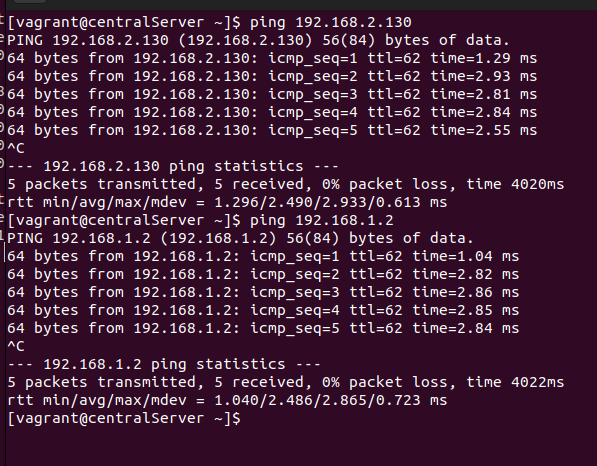 [vagrant@centralServer ~]$ ping 192.168.2.130
PING 192.168.2.130 (192.168.2.130) 56(84) bytes of data.
64 bytes from 192.168.2.130: icmp_seq=1 ttl=62 time=1.29 ms
64 bytes from 192.168.2.130: icmp_seq=2 ttl=62 time=2.93 ms
64 bytes from 192.168.2.130: icmp_seq=3 ttl=62 time=2.81 ms
64 bytes from 192.168.2.130: icmp_seq=4 ttl=62 time=2.84 ms
64 bytes from 192.168.2.130: icmp_seq=5 ttl=62 time=2.55 ms
^C
--- 192.168.2.130 ping statistics ---
5 packets transmitted, 5 received, 0% packet loss, time 4020ms
rtt min/avg/max/mdev = 1.296/2.490/2.933/0.613 ms
[vagrant@centralServer ~]$ ping 192.168.1.2
PING 192.168.1.2 (192.168.1.2) 56(84) bytes of data.
64 bytes from 192.168.1.2: icmp_seq=1 ttl=62 time=1.04 ms
64 bytes from 192.168.1.2: icmp_seq=2 ttl=62 time=2.82 ms
64 bytes from 192.168.1.2: icmp_seq=3 ttl=62 time=2.86 ms
64 bytes from 192.168.1.2: icmp_seq=4 ttl=62 time=2.85 ms
64 bytes from 192.168.1.2: icmp_seq=5 ttl=62 time=2.84 ms
^C
--- 192.168.1.2 ping statistics ---
5 packets transmitted, 5 received, 0% packet loss, time 4022ms
rtt min/avg/max/mdev = 1.040/2.486/2.865/0.723 ms
[vagrant@centralServer ~]$